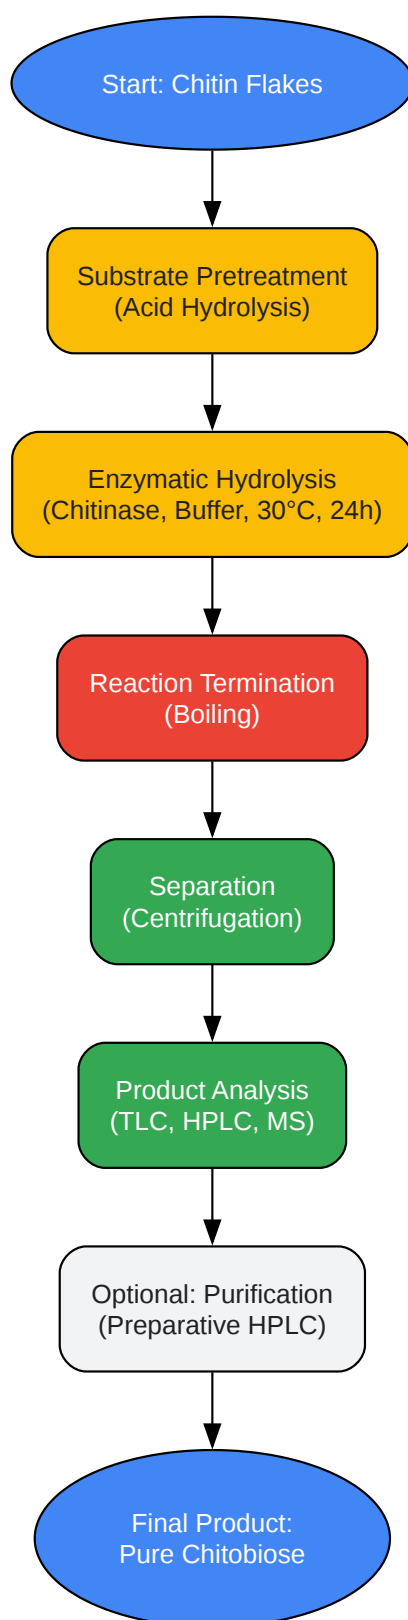 Start: Chitin Flakes
Substrate Pretreatment
(Acid Hydrolysis)
Enzymatic Hydrolysis
(Chitinase, Buffer, 30°C, 24h)
Reaction Termination
(Boiling)
Separation
(Centrifugation)
Product Analysis
(TLC, HPLC, MS)
Optional: Purification
(Preparative HPLC)
Final Product:
Pure Chitobiose